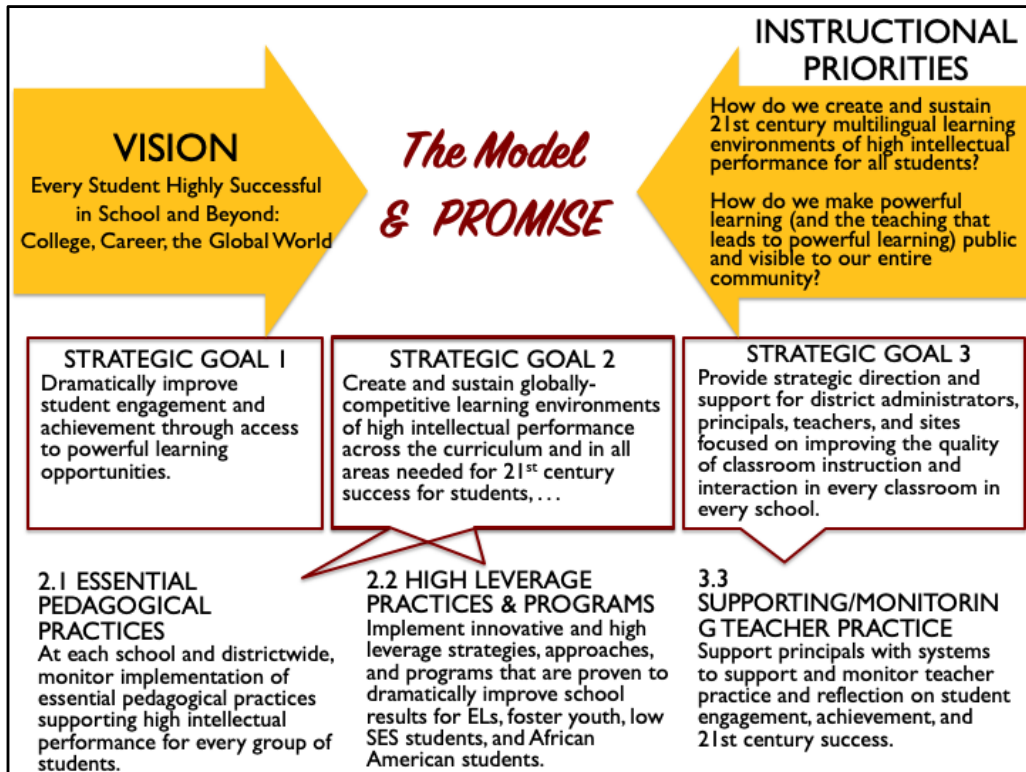 VISION
Every Student Highly Successful
in School and Beyond:
College, Career, the Global World
The Model
& PROMISE
INSTRUCTIONAL
PRIORITIES
How do we create and sustain
21st century multilingual learning
environments of high intellectual
performance for all students?
How do we make powerful
learning (and the teaching that
leads to powerful learning) public
and visible to our entire
community?
STRATEGIC GOAL 1
Dramatically improve
student engagement and
achievement through access
to powerful learning
opportunities.
STRATEGIC GOAL 2
Create and sustain globally-
competitive learning environments
of high intellectual performance
across the curriculum and in all
areas needed for 21st century
success for students, …
STRATEGIC GOAL 3
Provide strategic direction and
support for district administrators,
principals, teachers, and sites
focused on improving the quality
of classroom instruction and
interaction in every classroom in
every school.
2.1 ESSENTIAL
PEDAGOGICAL
PRACTICES
At each school and districtwide,
monitor implementation of
essential pedagogical practices
supporting high intellectual
performance for every group of
students.
2.2 HIGH LEVERAGE
PRACTICES & PROGRAMS
Implement innovative and high
leverage strategies, approaches,
and programs that are proven to
dramatically improve school
results for ELs, foster youth, low
SES students, and African
American students.
3.3
SUPPORTING/MONITORIN
G TEACHER PRACTICE
Support principals with systems
to support and monitor teacher
practice and reflection on student
engagement, achievement, and
21st century success.